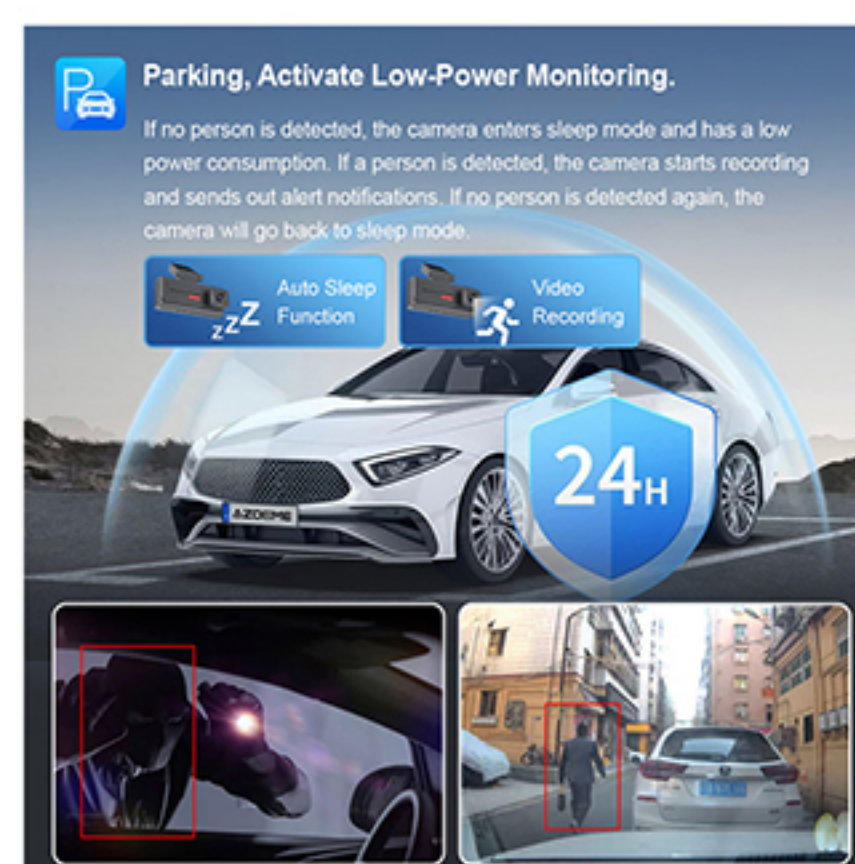 Parking, Activate Low-Power Monitoring.
If no person is detected, the camera enters sleep mode and has a low
power consumption. If a person is detected, the camera starts recording
and sends out alert notifications. If no person is detected again, the
camera will go back to sleep mode.
zzZ
Auto Sleep
Function
Video
Recording
24H
AZDOME